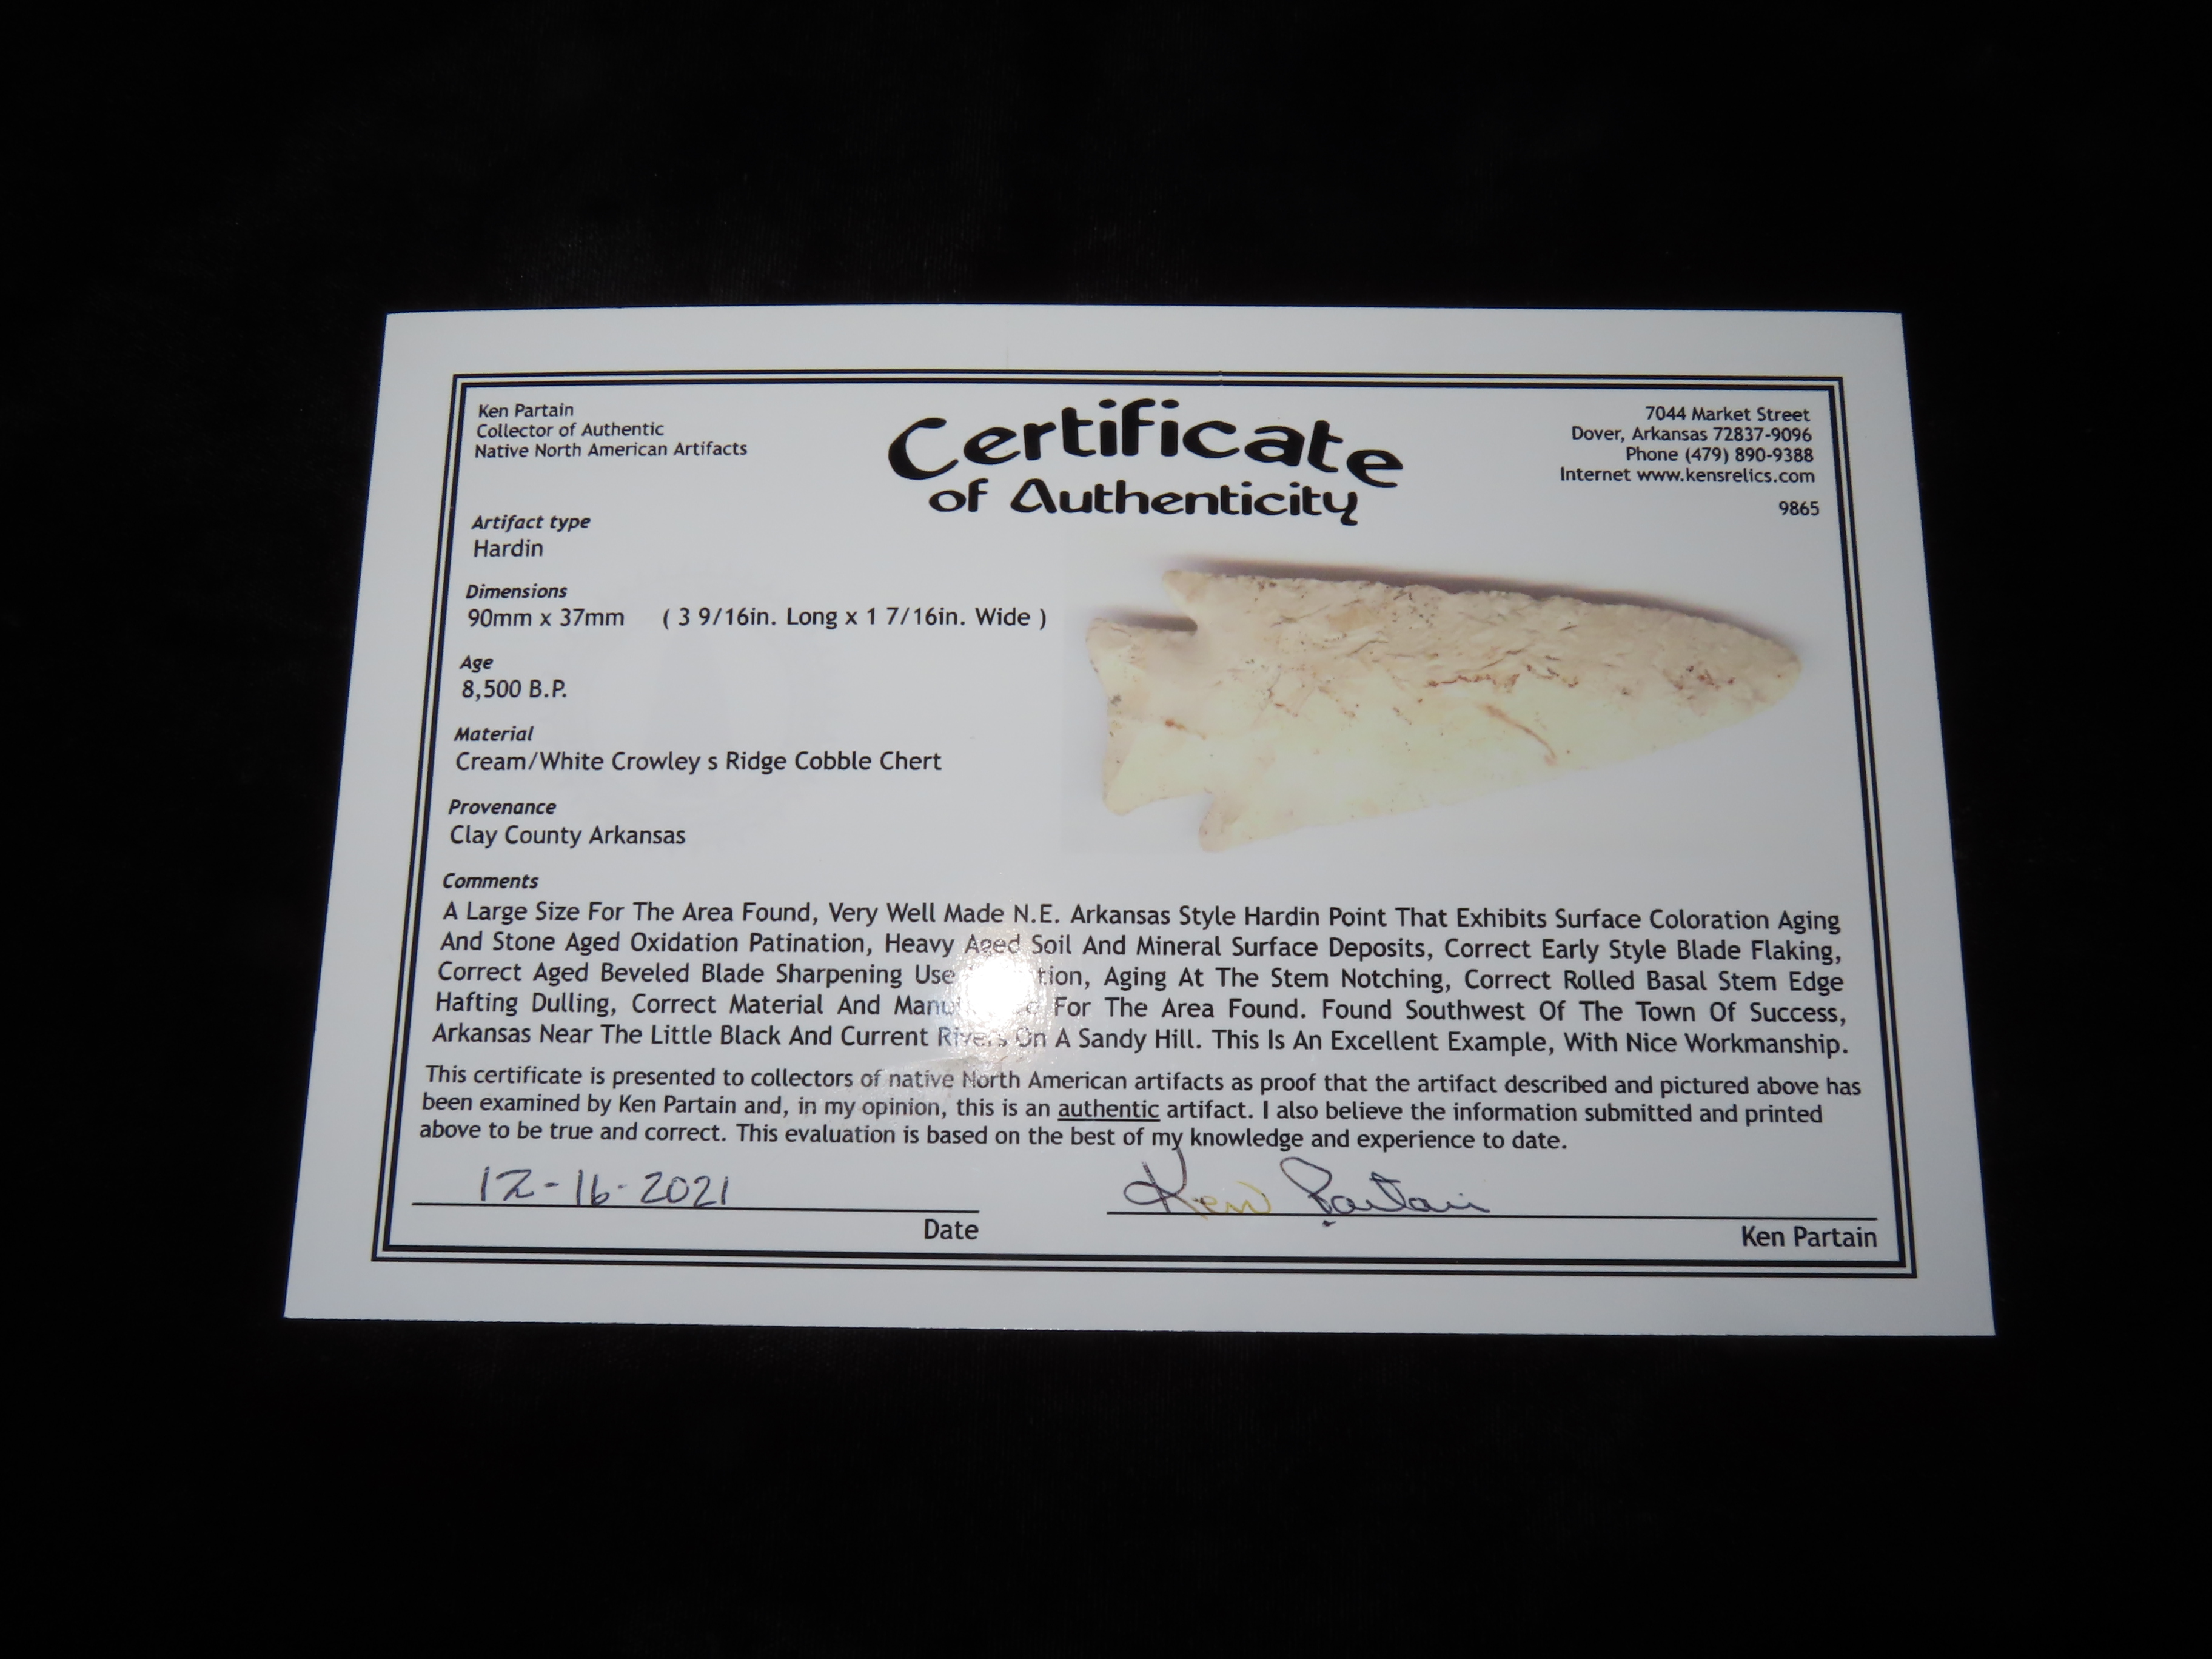 Ken Partain
Collector of Authentic
Native North American Artifacts
Certificate
of Authenticity
7044 Market Street
Dover, Arkansas 72837-9096
Phone (479) 890-9388
Internet www.kensrelics.com
9865
Artifact type
Hardin
Dimensions
90mm x 37mm ( 3 9/16in. Long x 1 7/16in. Wide )
Age
8,500 B.P.
Material
Cream/White Crowley s Ridge Cobble Chert
Provenance
Clay County Arkansas
Comments
A Large Size For The Area Found, Very Well Made N.E. Arkansas Style Hardin Point That Exhibits Surface Coloration Aging
And Stone Aged Oxidation Patination, Heavy Aged Soil And Mineral Surface Deposits, Correct Early Style Blade Flaking,
Correct Aged Beveled Blade Sharpening Use Aging At The Stem Notching, Correct Rolled Basal Stem Edge
Hafting Dulling, Correct Material And For The Area Found. Found Southwest Of The Town Of Success,
Arkansas Near The Little Black And Current Rivers On A Sandy Hill. This Is An Excellent Example, With Nice Workmanship.
This certificate is presented to collectors of native North American artifacts as proof that the artifact described and pictured above has
been examined by Ken Partain and, in my opinion, this is an authentic artifact. I also believe the information submitted and printed
above to be true and correct. This evaluation is based on the best of my knowledge and experience to date.
12-16-2021
Ken Partain
Date
Ken Partain